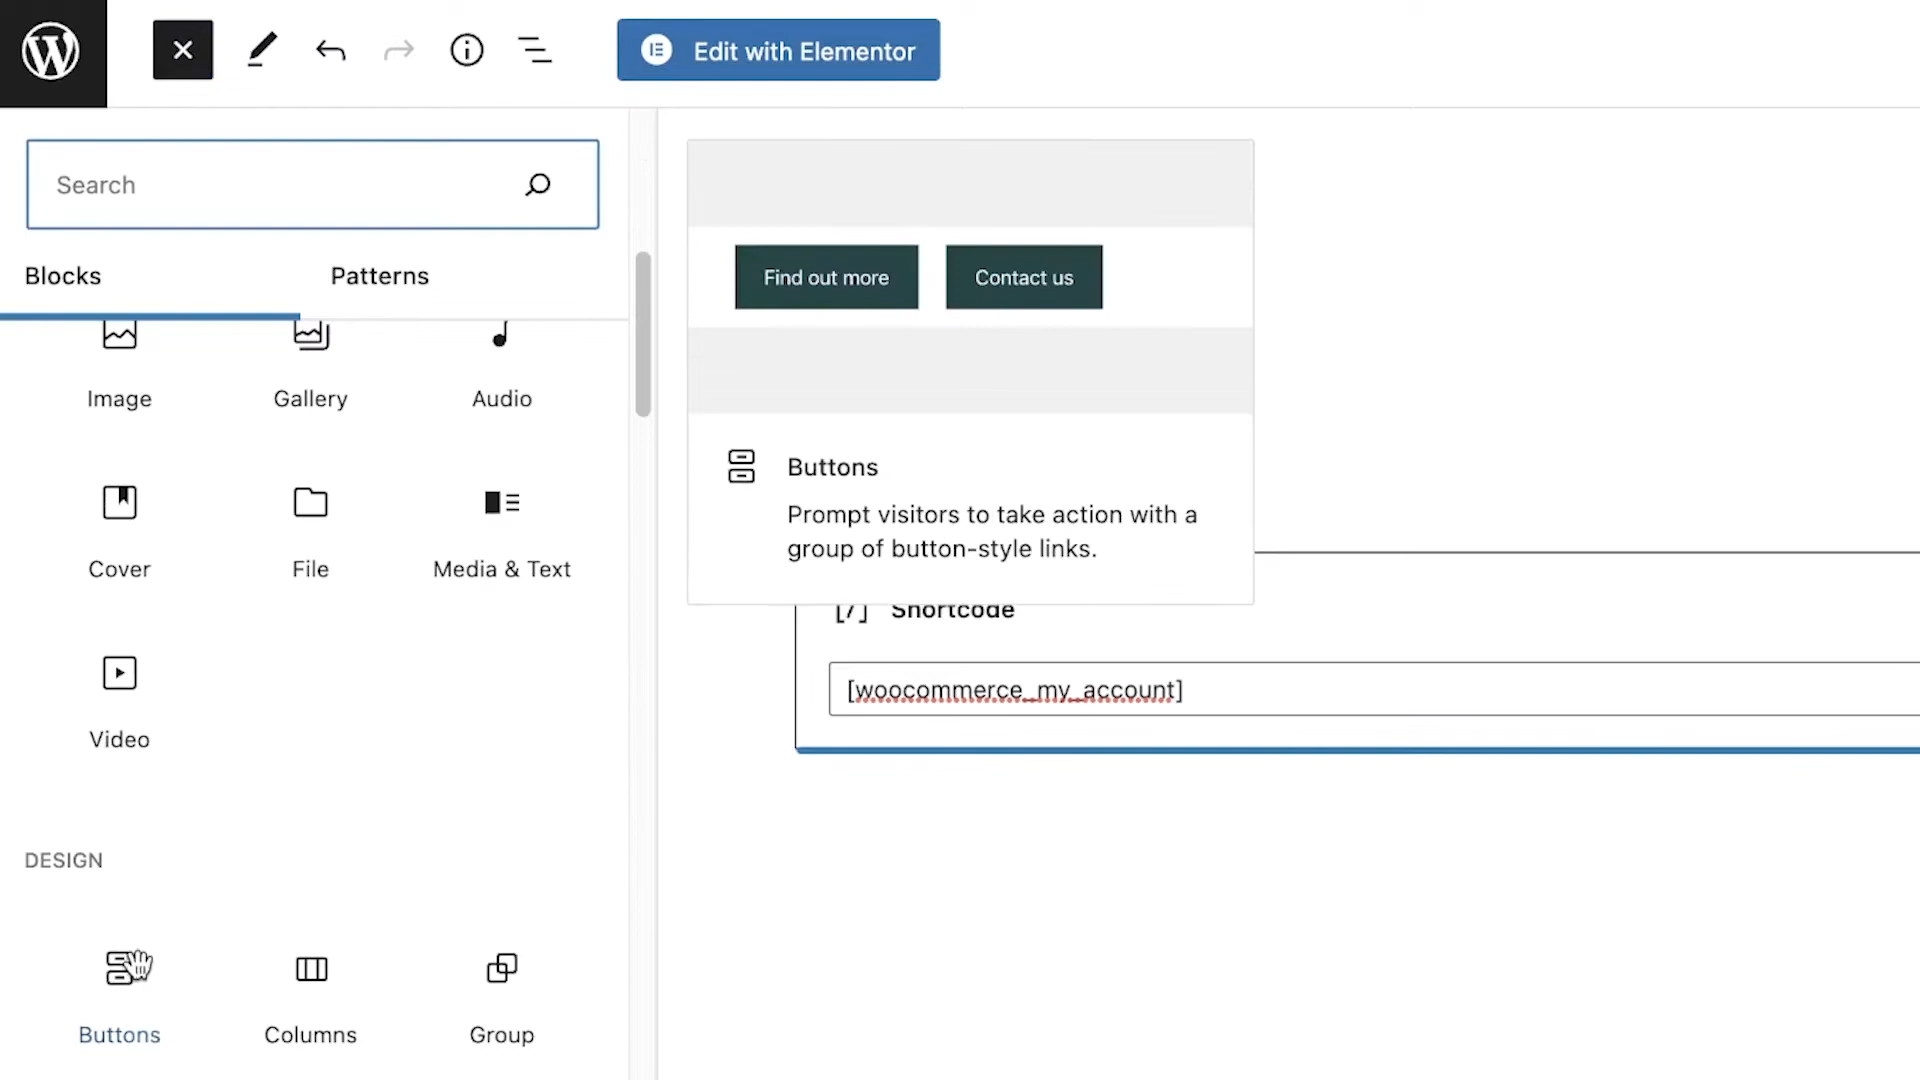 Edit with Elementor
Search
Blocks
Patterns
Image
Gallery
Audio
Cover
File
Media & Text
Video
DESIGN
Buttons
Columns
Group
Find out more
Contact us
Buttons
Prompt visitors to take action with a
group of button-style links.
[/] Shortcode
[woocommerce_my_account]